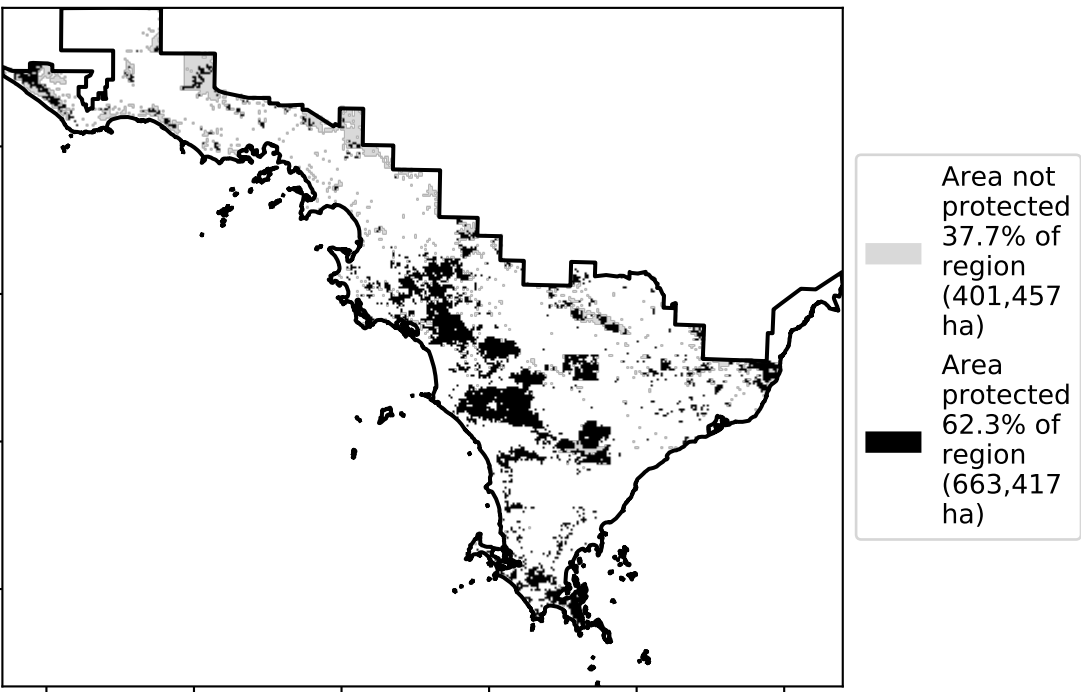 Area not
protected
37.7% of
region
(401,457
ha)
Area
protected
62.3% of
region
(663,417
ha)